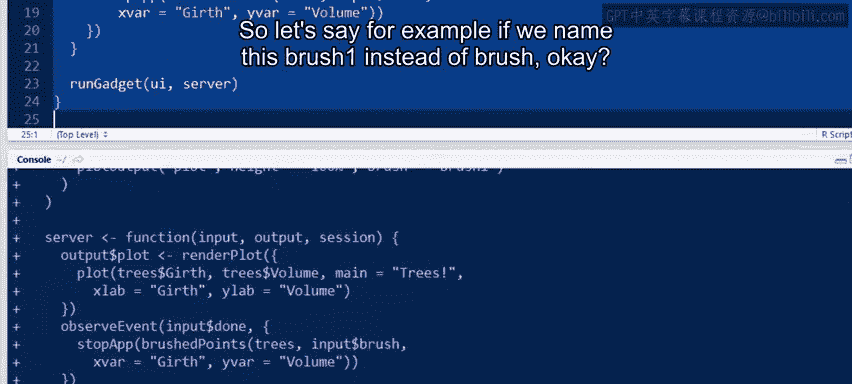 19 xvar = "Girth", yvar = "Volume"))
GPT中英字幕课程资源@bilibili.com
20 })
So let's say for example if we name
21 }
this brush1 instead of brush, okay?
22
23 runGadget(ui, server)
24 }
25
25:1 (Top Level) R Script
Console ~/
+ )
+ )
+
+ server <- function(input, output, session) {
+ output$plot <- renderPlot({
+ plot(trees$Girth, trees$Volume, main = "Trees!",
+ xlab = "Girth", ylab = "Volume")
+ })
+ observeEvent(input$done, {
+ stopApp(brushedPoints(trees, input$brush,
+ xvar = "Girth", yvar = "Volume"))
+ })